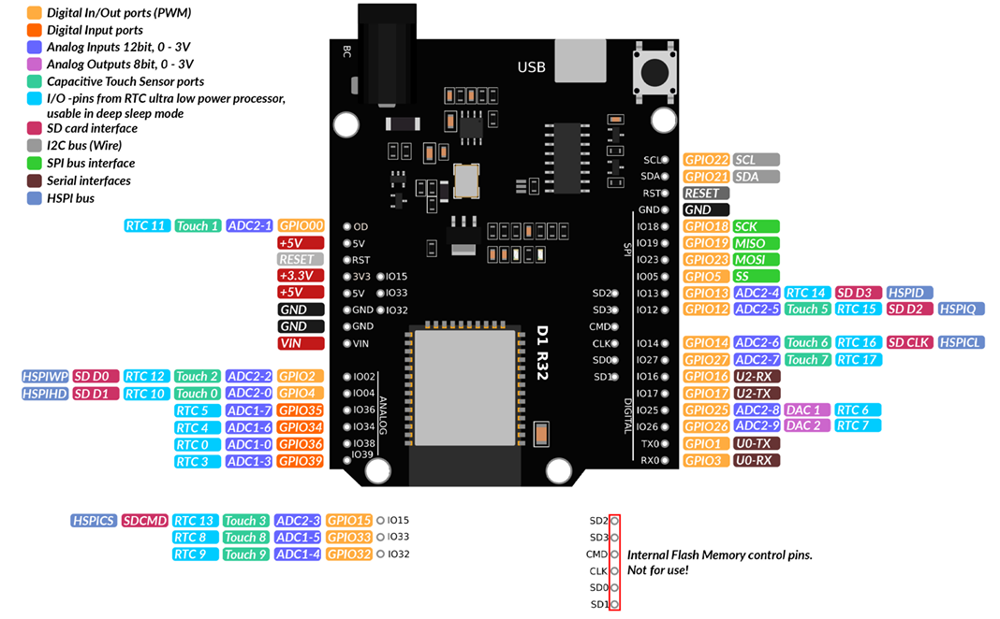 Digital In/Out ports (PWM)
Digital Input ports
Analog Inputs 12bit, 0 - 3V
Analog Outputs 8bit, 0 - 3V
Capacitive Touch Sensor ports
I/O -pins from RTC ultra low power processor,
usable in deep sleep mode
SD card interface
I2C bus (Wire)
SPI bus interface
Serial interfaces
HSPI bus
BC
USB
RTC 11 Touch 1 ADC2-1 GPIO00 OD
+5V 5V
RESET RST
+3.3V 3V3 IO15
+5V 5V IO33
GND GND IO32
GND GND
VIN VIN
HSPIWP SD D0 RTC 12 Touch 2 ADC2-2 GPIO2 IO02
HSPIHD SD D1 RTC 10 Touch 0 ADC2-0 GPIO4 IO04
RTC 5 ADC1-7 GPIO35 IO36
RTC 4 ADC1-6 GPIO34 IO34
RTC 0 ADC1-0 GPIO36 IO38
RTC 3 ADC1-3 GPIO39 IO39
ANALOG
D1 R32
SCL GPIO22 SCL
SDA GPIO21 SDA
RST RESET
GND GND
IO18 GPIO18 SCK
IO19 GPIO19 MISO
IO23 GPIO23 MOSI
IO05 GPIO5 SS
SD2 IO13 GPIO13 ADC2-4 RTC 14 SD D3 HSPID
SD3 IO12 GPIO12 ADC2-5 Touch 5 RTC 15 SD D2 HSPIQ
CMD
CLK IO14 GPIO14 ADC2-6 Touch 6 RTC 16 SD CLK HSPICL
SD0 IO27 GPIO27 ADC2-7 Touch 7 RTC 17
SD1 IO16 GPIO16 U2-RX
IO17 GPIO17 U2-TX
IO25 GPIO25 ADC2-8 DAC 1 RTC 6
IO26 GPIO26 ADC2-9 DAC 2 RTC 7
TX0 GPIO1 U0-TX
RX0 GPIO3 U0-RX
SPI
DIGITAL
HSPICS SDCMD RTC 13 Touch 3 ADC2-3 GPIO15 IO15
RTC 8 Touch 8 ADC1-5 GPIO33 IO33
RTC 9 Touch 9 ADC1-4 GPIO32 IO32
SD2
SD3
CMD
CLK
SD0
SD1
Internal Flash Memory control pins.
Not for use!